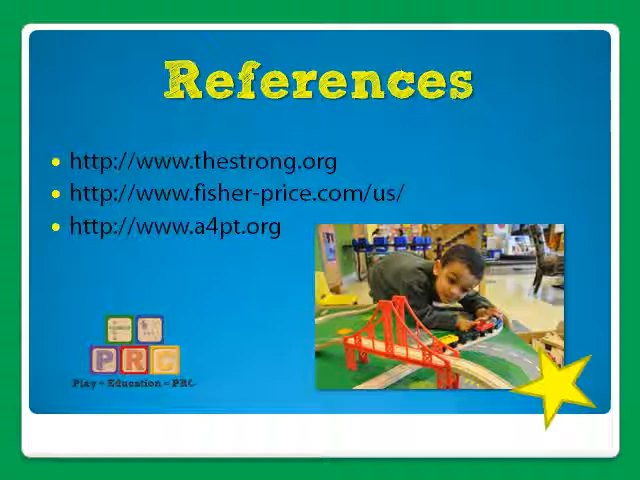 References
http://www.thestrong.org
http://www.fisher-price.com/us/
http://www.a4pt.org
PRC
Play + Education = PRC